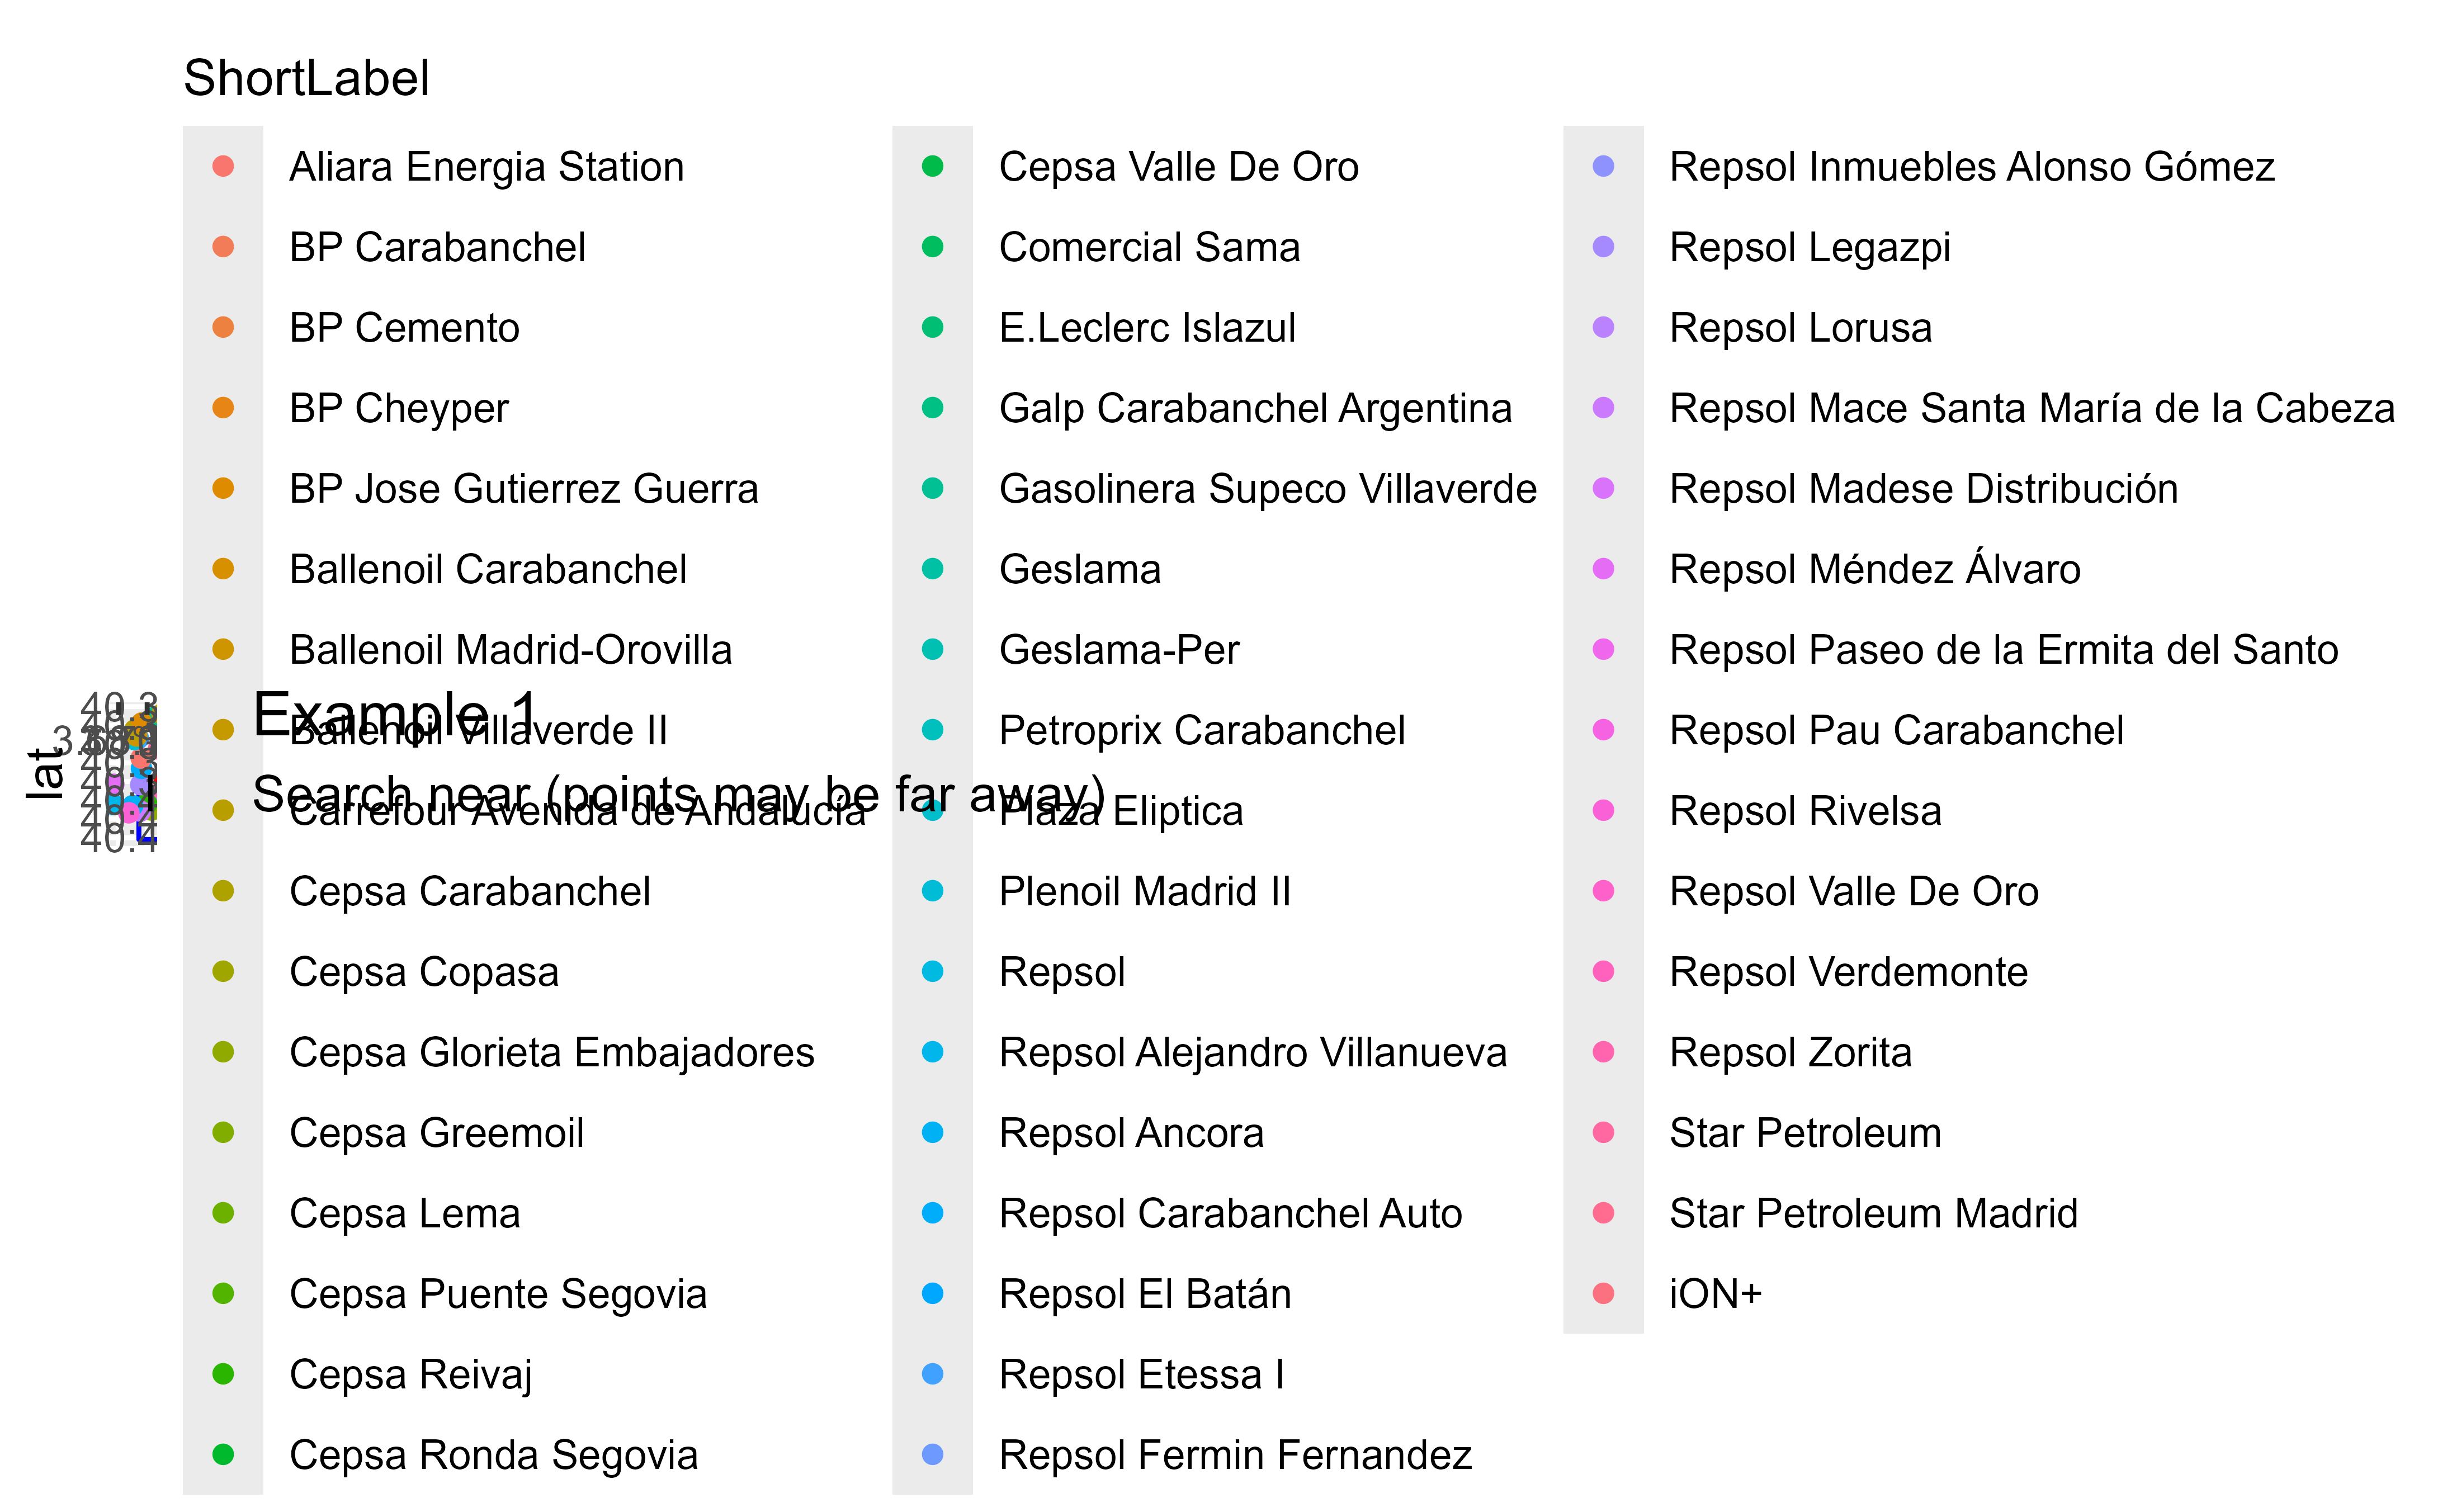 ShortLabel
Aliara Energia Station
BP Carabanchel
BP Cemento
BP Cheyper
BP Jose Gutierrez Guerra
Ballenoil Carabanchel
Ballenoil Madrid-Orovilla
Ballenoil Villaverde II
Carrefour Avenida de Andalucía
Cepsa Carabanchel
Cepsa Copasa
Cepsa Glorieta Embajadores
Cepsa Greemoil
Cepsa Lema
Cepsa Puente Segovia
Cepsa Reivaj
Cepsa Ronda Segovia
Cepsa Valle De Oro
Comercial Sama
E.Leclerc Islazul
Galp Carabanchel Argentina
Gasolinera Supeco Villaverde
Geslama
Geslama-Per
Petroprix Carabanchel
Plaza Eliptica
Plenoil Madrid II
Repsol
Repsol Alejandro Villanueva
Repsol Ancora
Repsol Carabanchel Auto
Repsol El Batán
Repsol Etessa I
Repsol Fermin Fernandez
Repsol Inmuebles Alonso Gómez
Repsol Legazpi
Repsol Lorusa
Repsol Mace Santa María de la Cabeza
Repsol Madese Distribución
Repsol Méndez Álvaro
Repsol Paseo de la Ermita del Santo
Repsol Pau Carabanchel
Repsol Rivelsa
Repsol Valle De Oro
Repsol Verdemonte
Repsol Zorita
Star Petroleum
Star Petroleum Madrid
iON+
Example 1
Search near (points may be far away)
lat